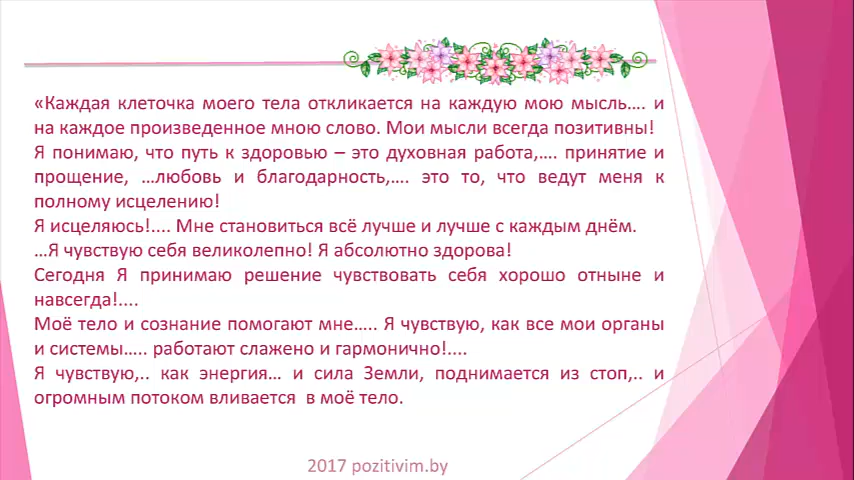 «Каждая клеточка моего тела откликается на каждую мою мысль…. и
на каждое произведенное мною слово. Мои мысли всегда позитивны!
Я понимаю, что путь к здоровью – это духовная работа,…. принятие и
прощение, …любовь и благодарность,…. это то, что ведут меня к
полному исцелению!
Я исцеляюсь!.... Мне становиться всё лучше и лучше с каждым днём.
…Я чувствую себя великолепно! Я абсолютно здорова!
Сегодня Я принимаю решение чувствовать себя хорошо отныне и
навсегда!....
Моё тело и сознание помогают мне….. Я чувствую, как все мои органы
и системы….. работают слажено и гармонично!....
Я чувствую,.. как энергия… и сила Земли, поднимается из стоп,.. и
огромным потоком вливается  в моё тело.
2017 pozitivim.by